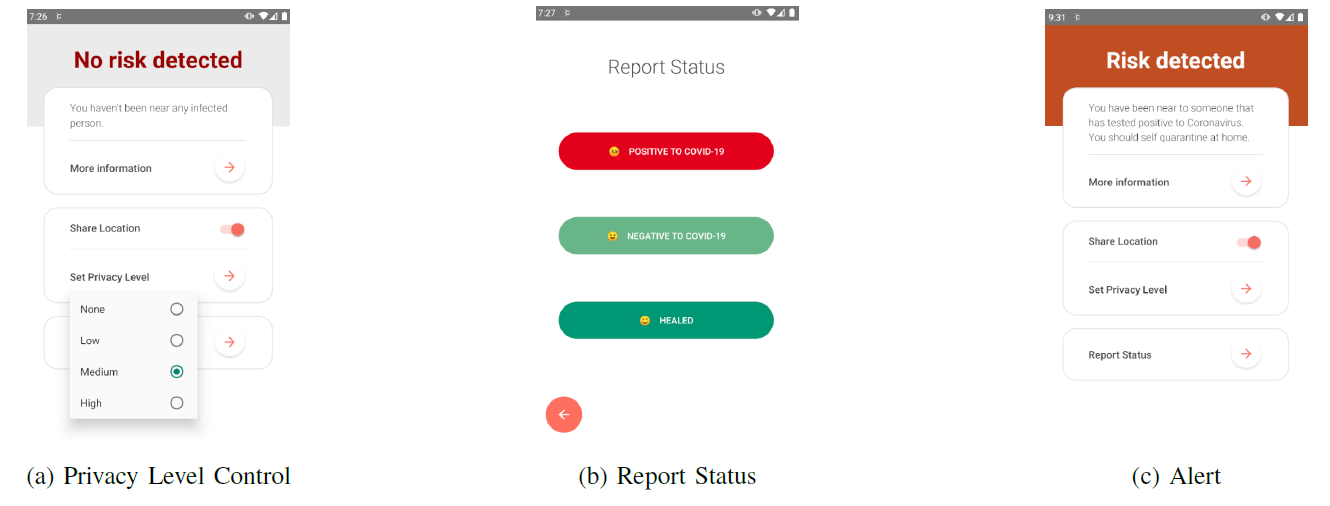 7:26
No risk detected
You haven't been near any infected
person.
More information
Share Location
Set Privacy Level
None
Low
Medium
High
(a) Privacy Level Control
7:27
Report Status
POSITIVE TO COVID-19
NEGATIVE TO COVID-19
HEALED
(b) Report Status
9:31
Risk detected
You have been near to someone that
has tested positive to Coronavirus.
You should self quarantine at home.
More information
Share Location
Set Privacy Level
Report Status
(c) Alert